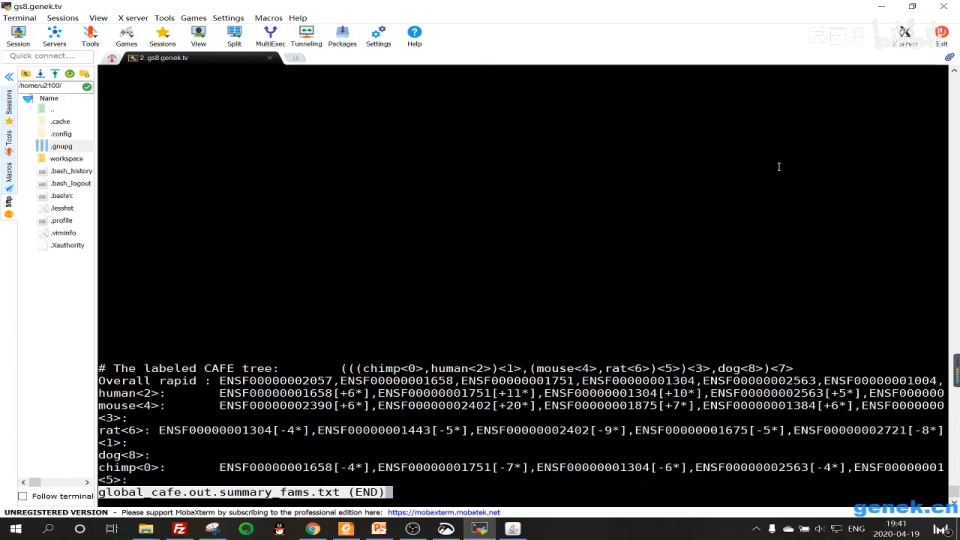 gs8.genek.tv
Terminal Sessions View X server Tools Games Settings Macros Help
Session Servers Tools Games Sessions View Split MultiExec Tunneling Packages Settings Help X server Exit
Quick connect...
2. gs8.genek.tv
/home/u2100/
Name
..
.cache
.config
.gnupg
workspace
.bash_history
.bash_logout
.bashrc
.lesshst
.profile
.viminfo
.Xauthority
Sessions
Tools
Macros
Sftp
# The labeled CAFE tree: (((chimp<0>,human<2>)<1>,(mouse<4>,rat<6>)<5>)<3>,dog<8>)<7>
Overall rapid : ENSF00000002057,ENSF00000001658,ENSF00000001751,ENSF00000001304,ENSF00000002563,ENSF00000001004,
human<2>: ENSF00000001658[+6*],ENSF00000001751[+11*],ENSF00000001304[+10*],ENSF00000002563[+5*],ENSF0000000
mouse<4>: ENSF00000002390[+6*],ENSF00000002402[+20*],ENSF00000001875[+7*],ENSF00000001384[+6*],ENSF00000000
<3>:
rat<6>: ENSF00000001304[-4*],ENSF00000001443[-5*],ENSF00000002402[-9*],ENSF00000001675[-5*],ENSF00000002721[-8*]
<1>:
dog<8>:
chimp<0>: ENSF00000001658[-4*],ENSF00000001751[-7*],ENSF00000001304[-6*],ENSF00000002563[-4*],ENSF000000001
<5>:
global_cafe.out.summary_fams.txt (END)
Follow terminal
genek.cn
UNREGISTERED VERSION - Please support MobaXterm by subscribing to the professional edition here: https://mobaxterm.mobatek.net
ENG
19:41
2020-04-19